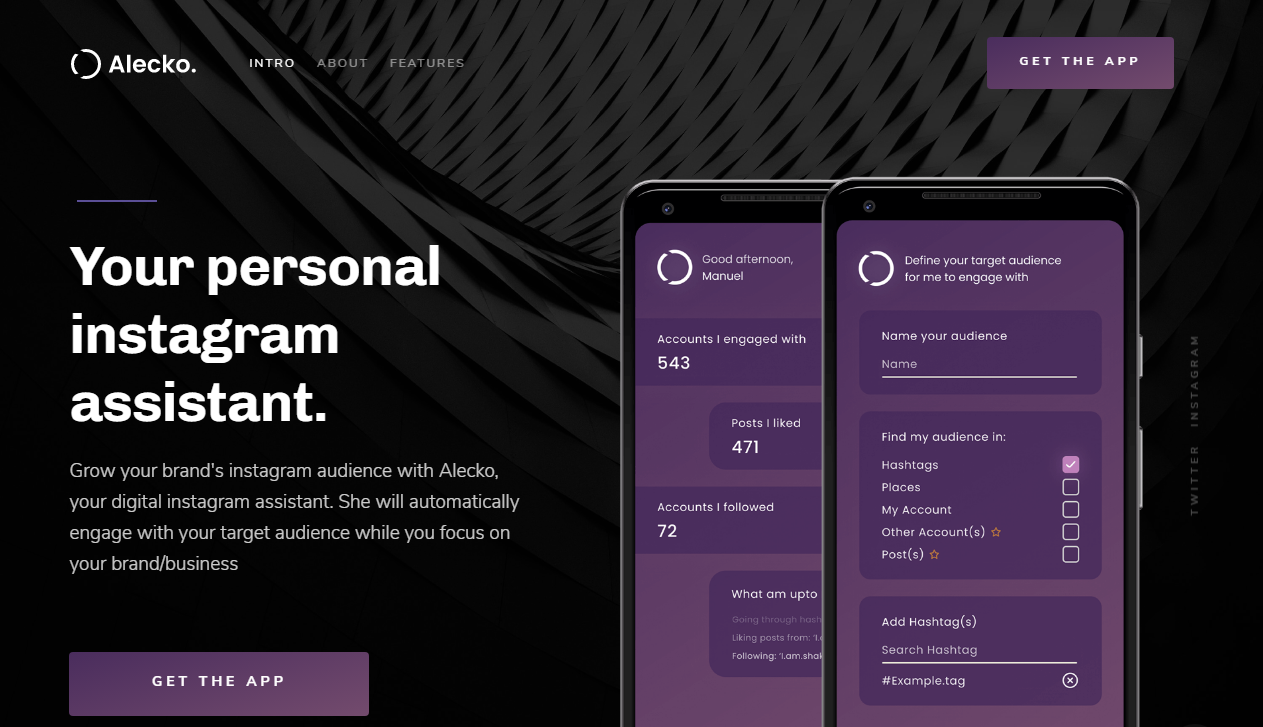 Alecko.
INTRO ABOUT FEATURES
GET THE APP
Your personal
instagram
assistant.
Grow your brand's instagram audience with Alecko,
your digital instagram assistant. She will automatically
engage with your target audience while you focus on
your brand/business
GET THE APP
Good afternoon,
Manuel
Accounts I engaged with
543
Posts I liked
471
Accounts I followed
72
What am upto
Going through hash
Liking posts from: 'I.a
Following: 'I.am.shak
Define your target audience
for me to engage with
Name your audience
Name
Find my audience in:
Hashtags
Places
My Account
Other Account(s)
Post(s)
Add Hashtag(s)
Search Hashtag
#Example.tag
TWITTER INSTAGRAM